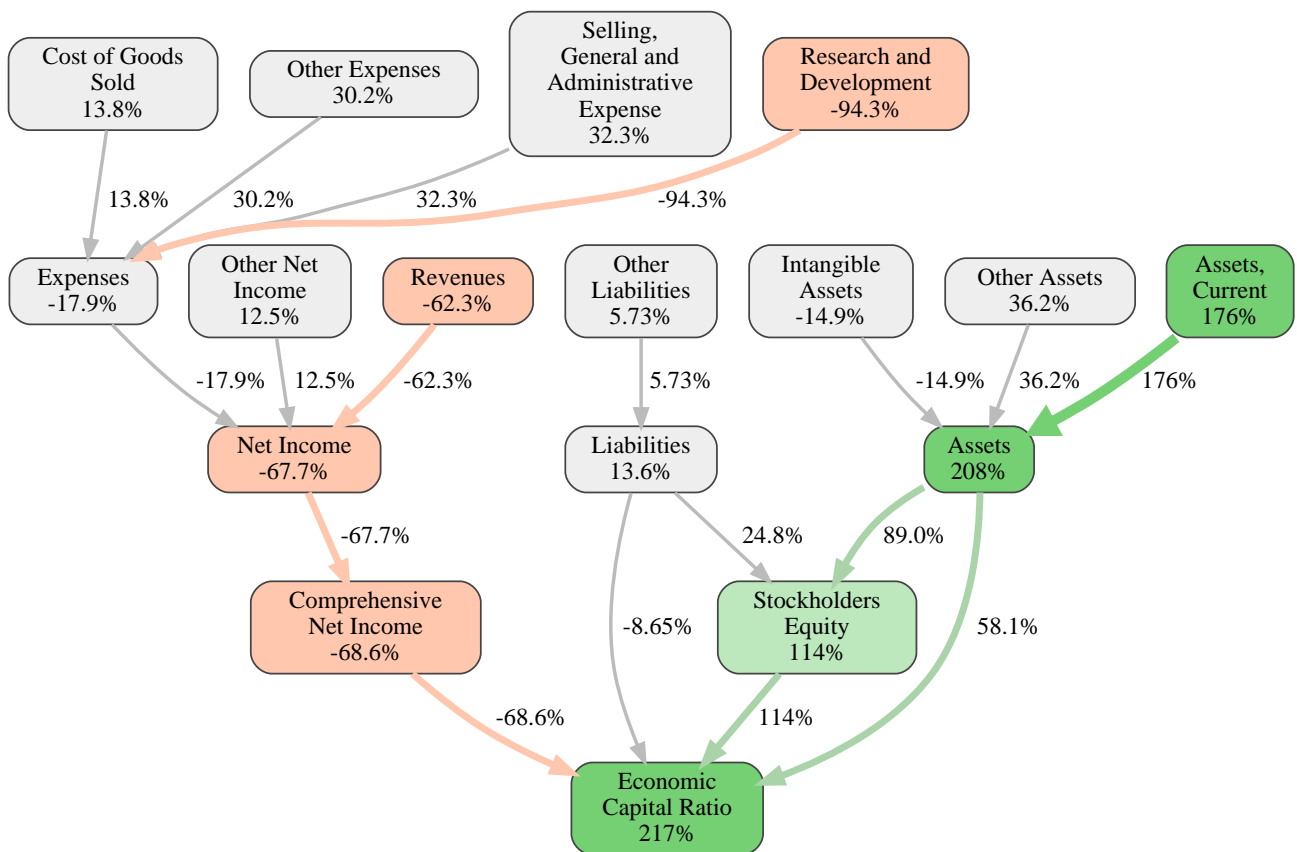 Cost of Goods
Sold
13.8%
Other Expenses
30.2%
Selling,
General and
Administrative
Expense
32.3%
Research and
Development
-94.3%
13.8%
30.2%
32.3%
-94.3%
Expenses
-17.9%
Other Net
Income
12.5%
Revenues
-62.3%
Other
Liabilities
5.73%
Intangible
Assets
-14.9%
Other Assets
36.2%
Assets,
Current
176%
-17.9%
12.5%
-62.3%
5.73%
-14.9%
36.2%
176%
Net Income
-67.7%
Liabilities
13.6%
Assets
208%
-67.7%
24.8%
89.0%
Comprehensive
Net Income
-68.6%
-8.65%
Stockholders
Equity
114%
58.1%
-68.6%
114%
Economic
Capital Ratio
217%